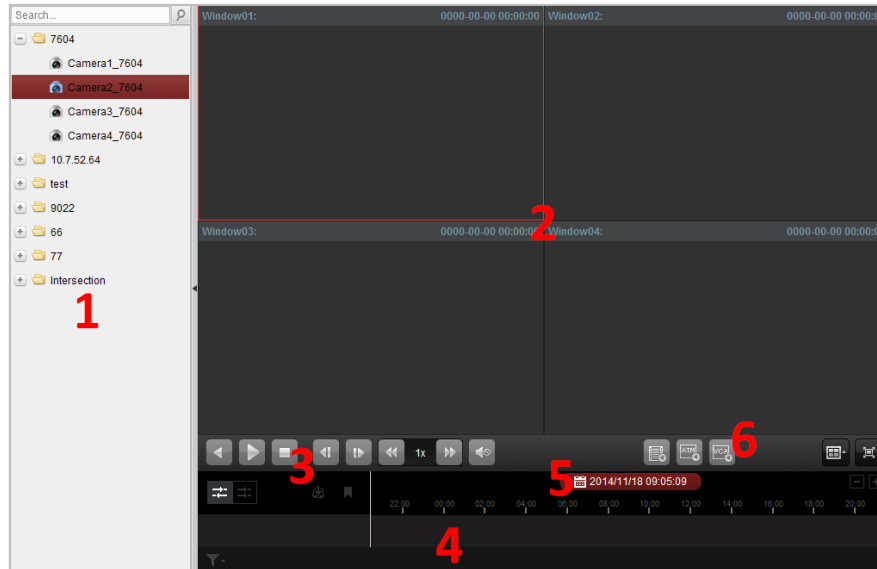 Search...
7604
Camera1_7604
Camera2_7604
Camera3_7604
Camera4_7604
10.7.52.64
test
9022
66
77
Intersection
1
Window01: 0000-00-00 00:00:00
Window02: 0000-00-00 00:00:0
2
Window03: 0000-00-00 00:00:00
Window04: 0000-00-00 00:00:0
3
1x
ATM
VCA
6
5
2014/11/18 09:05:09
22:00 00:00 02:00 04:00 06:00 08:00 10:00 12:00 14:00 16:00 18:00 20:00
4